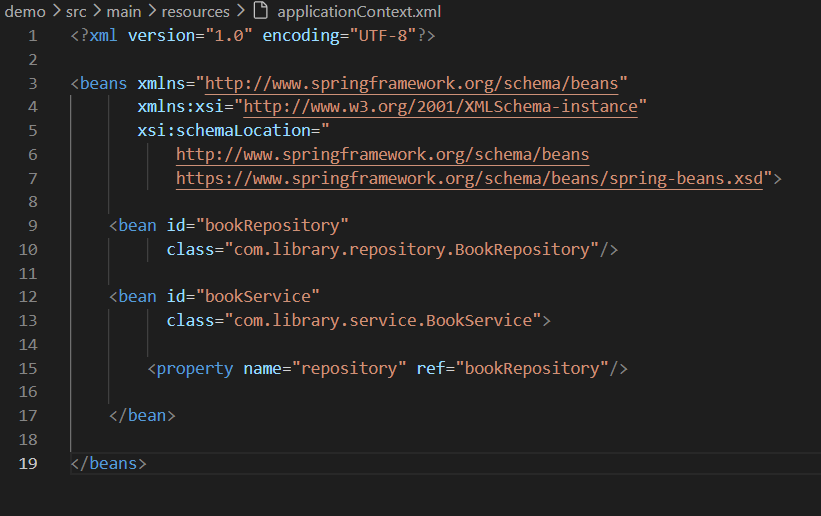 demo > src > main > resources > applicationContext.xml
1 <?xml version="1.0" encoding="UTF-8"?>
2
3 <beans xmlns="http://www.springframework.org/schema/beans"
4        xmlns:xsi="http://www.w3.org/2001/XMLSchema-instance"
5        xsi:schemaLocation="
6            http://www.springframework.org/schema/beans
7            https://www.springframework.org/schema/beans/spring-beans.xsd">
8
9     <bean id="bookRepository"
10           class="com.library.repository.BookRepository"/>
11
12     <bean id="bookService"
13           class="com.library.service.BookService">
14
15         <property name="repository" ref="bookRepository"/>
16
17     </bean>
18
19 </beans>